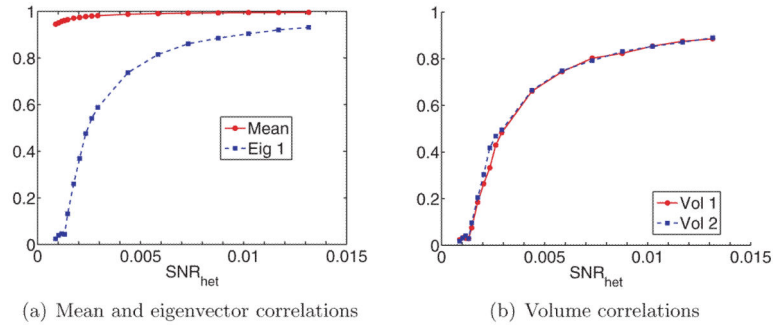 1
0.8
0.6
0.4
0.2
0
Mean
Eig 1
0 0.005 0.01 0.015
SNR_het
(a) Mean and eigenvector correlations
1
0.8
0.6
0.4
0.2
0
Vol 1
Vol 2
0 0.005 0.01 0.015
SNR_het
(b) Volume correlations